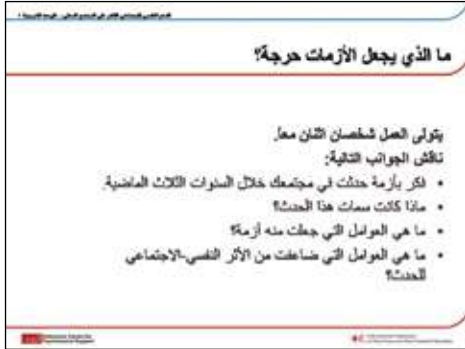 ما الذي يجعل الأزمات حرجة؟
يتولى العمل شخصان اثنان معاً.
ناقش الجوانب التالية:
• فكر بأزمة حدثت في مجتمعك خلال السنوات الثلاث الماضية.
• ماذا كانت سمات هذا الحدث؟
• ما هي العوامل التي جعلت منه أزمة؟
• ما هي العوامل التي ضاعفت من الأثر النفسي-الاجتماعي
للحدث؟